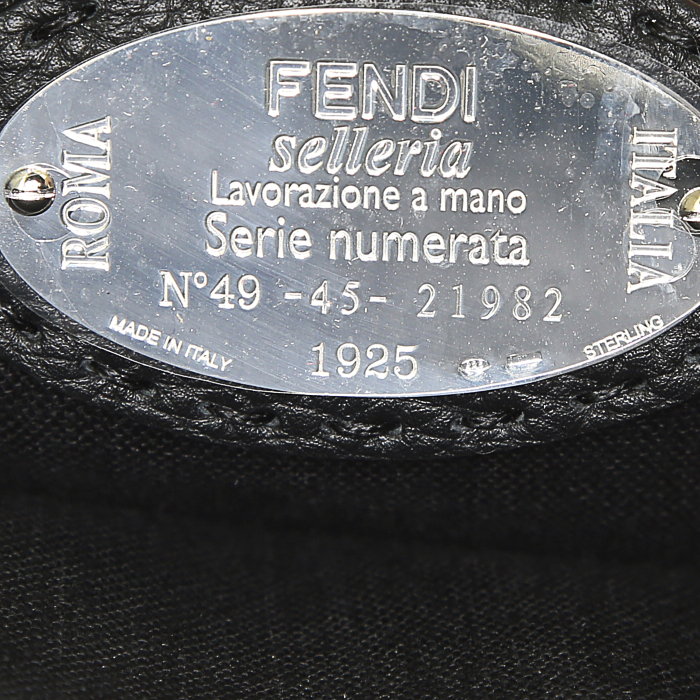 FENDI
selleria
Lavorazione a mano
Serie numerata
N°49 -45- 21982
1925
ROMA
ITALIA
MADE IN ITALY
STERLING